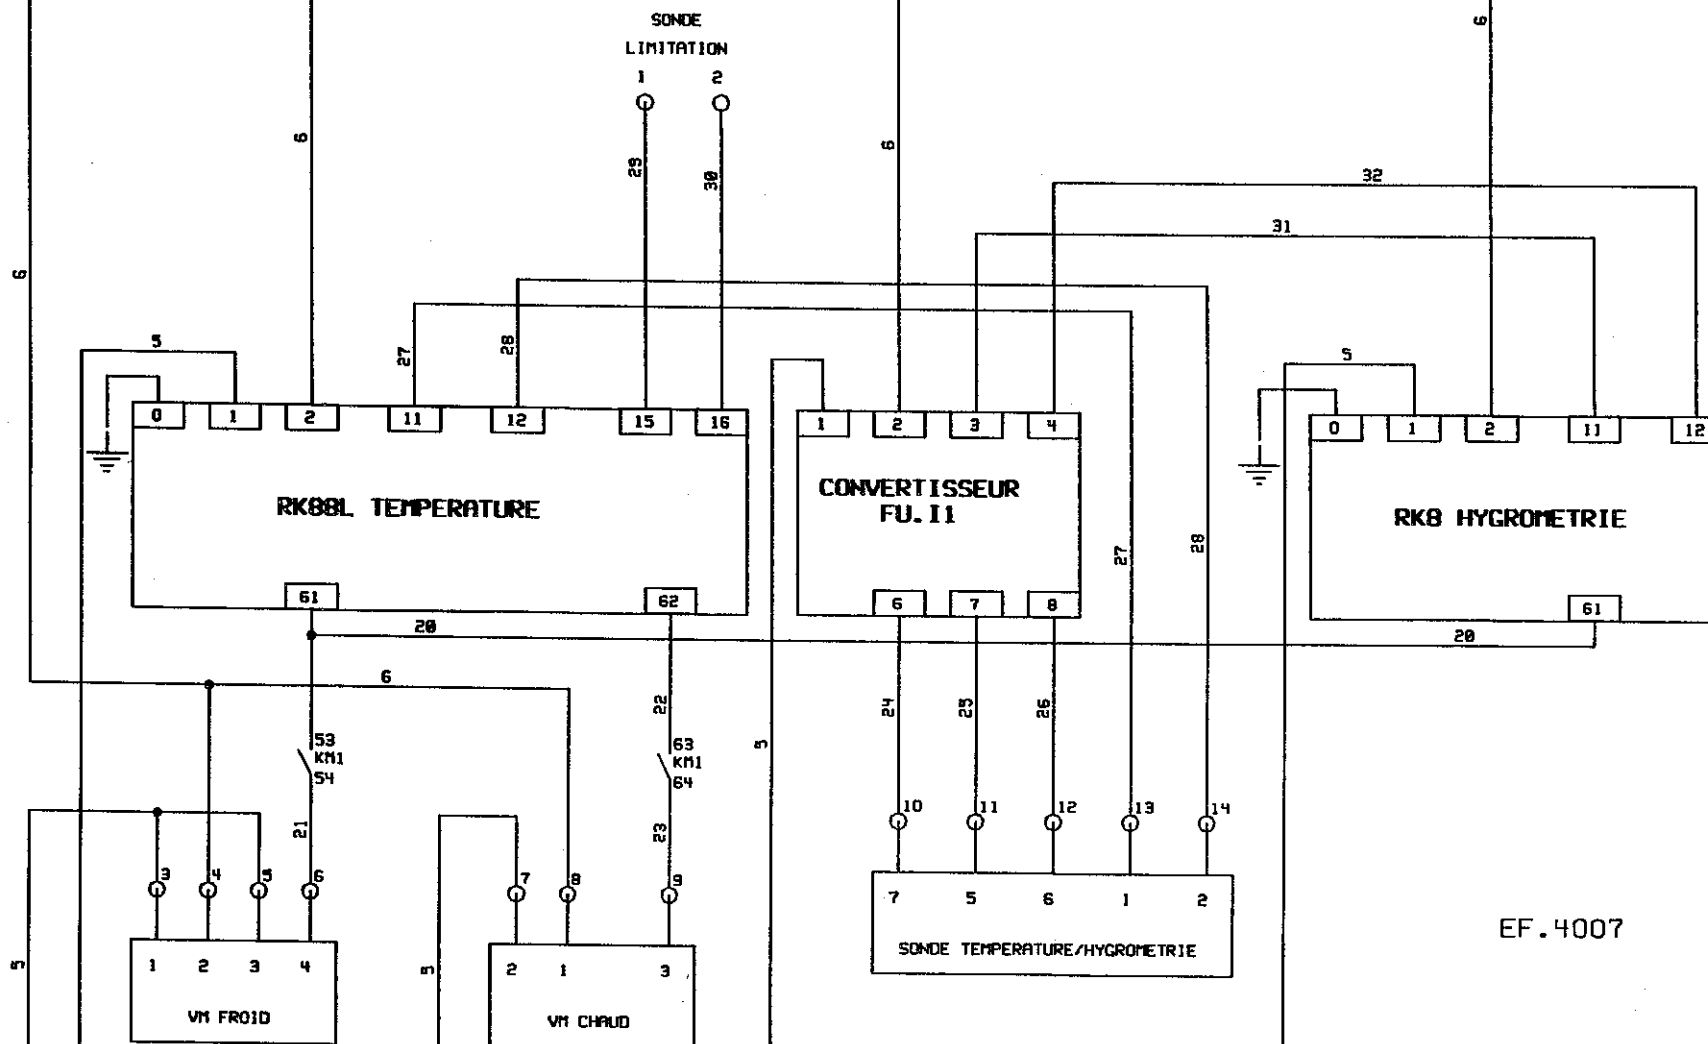 SONDE
LIMITATION
1 2
6
6
6
6
29
30
32
31
5
27
28
5
0 1 2 11 12 15 16
1 2 3 4
0 1 2 11 12
RK88L TEMPERATURE
CONVERTISSEUR
FU.I1
RK8 HYGROMETRIE
27
28
61
62
6 7 8
61
20
20
6
22
24
25
26
5
53
KM1
54
63
KM1
64
21
23
10 11 12 13 14
3 4 5 6
7 8 9
7 5 6 1 2
SONDE TEMPERATURE/HYGROMETRIE
EF.4007
5
5
1 2 3 4
2 1 3
VM FROID
VM CHAUD